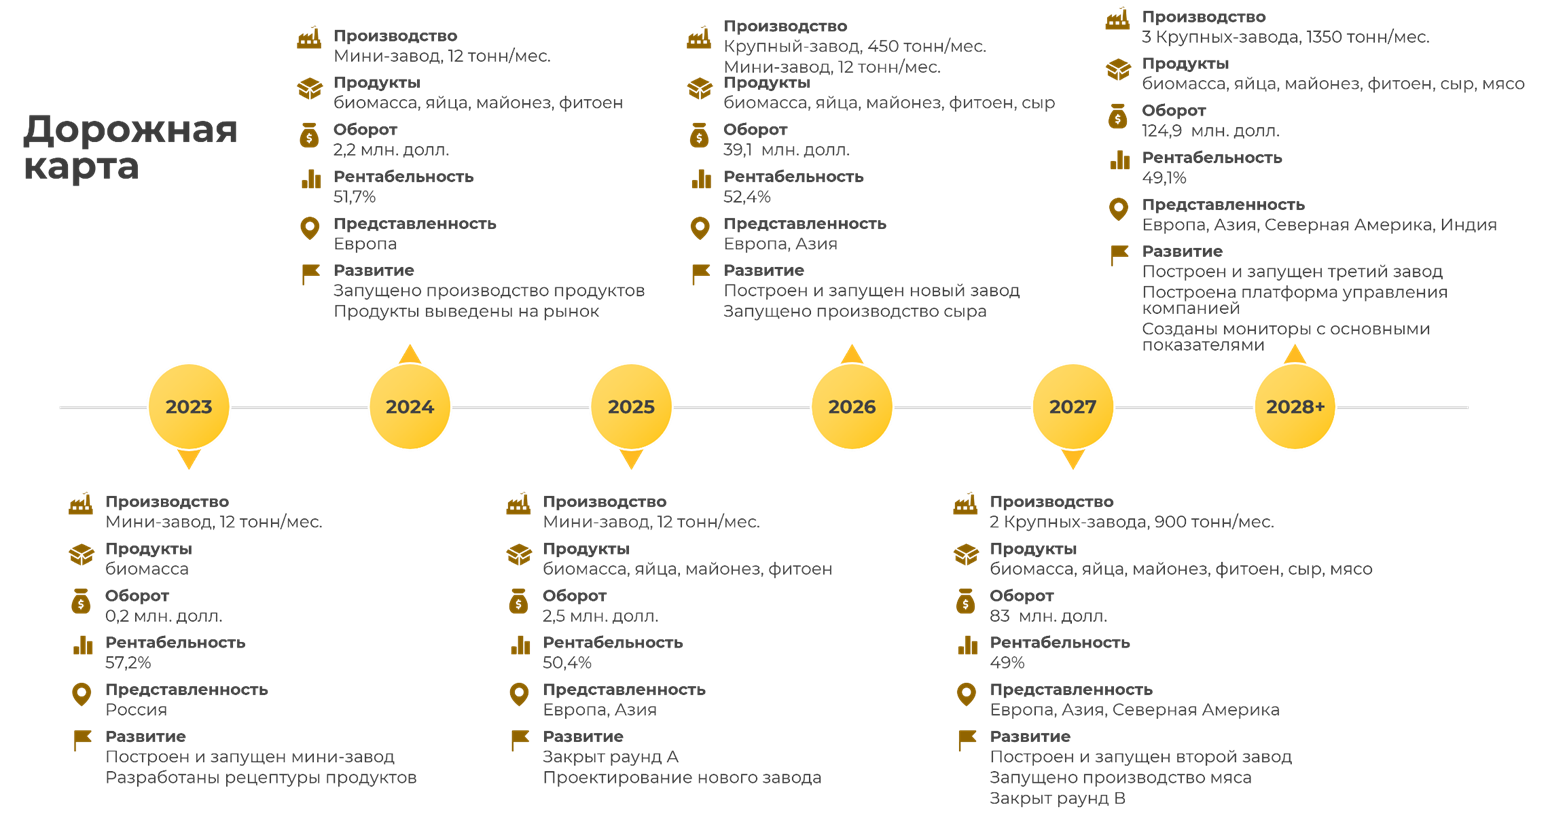 Дорожная
карта
Производство
Мини-завод, 12 тонн/мес.
Продукты
биомасса, яйца, майонез, фитоен
Оборот
2,2 млн. долл.
Рентабельность
51,7%
Представленность
Европа
Развитие
Запущено производство продуктов
Продукты выведены на рынок
Производство
Крупный-завод, 450 тонн/мес.
Мини-завод, 12 тонн/мес.
Продукты
биомасса, яйца, майонез, фитоен, сыр
Оборот
39,1 млн. долл.
Рентабельность
52,4%
Представленность
Европа, Азия
Развитие
Построен и запущен новый завод
Запущено производство сыра
Производство
3 Крупных-завода, 1350 тонн/мес.
Продукты
биомасса, яйца, майонез, фитоен, сыр, мясо
Оборот
124,9 млн. долл.
Рентабельность
49,1%
Представленность
Европа, Азия, Северная Америка, Индия
Развитие
Построен и запущен третий завод
Построена платформа управления
компанией
Созданы мониторы с основными
показателями
2023
2024
2025
2026
2027
2028+
Производство
Мини-завод, 12 тонн/мес.
Продукты
биомасса
Оборот
0,2 млн. долл.
Рентабельность
57,2%
Представленность
Россия
Развитие
Построен и запущен мини-завод
Разработаны рецептуры продуктов
Производство
Мини-завод, 12 тонн/мес.
Продукты
биомасса, яйца, майонез, фитоен
Оборот
2,5 млн. долл.
Рентабельность
50,4%
Представленность
Европа, Азия
Развитие
Закрыт раунд А
Проектирование нового завода
Производство
2 Крупных-завода, 900 тонн/мес.
Продукты
биомасса, яйца, майонез, фитоен, сыр, мясо
Оборот
83 млн. долл.
Рентабельность
49%
Представленность
Европа, Азия, Северная Америка
Развитие
Построен и запущен второй завод
Запущено производство мяса
Закрыт раунд В